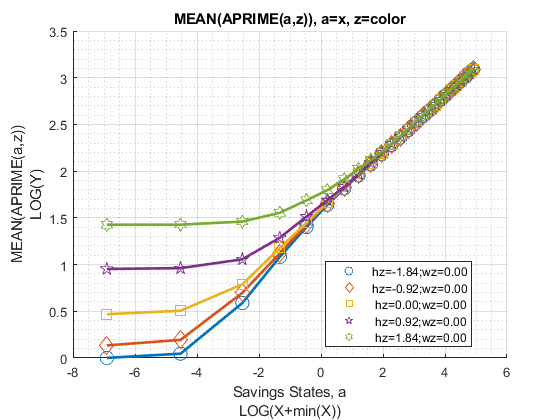 MEAN(APRIME(a,z)), a=x, z=color
3.5
3
2.5
2
1.5
1
0.5
0
MEAN(APRIME(a,z))
LOG(Y)
hz=-1.84;wz=0.00
hz=-0.92;wz=0.00
hz=0.00;wz=0.00
hz=0.92;wz=0.00
hz=1.84;wz=0.00
-8 -6 -4 -2 0 2 4 6
Savings States, a
LOG(X+min(X))